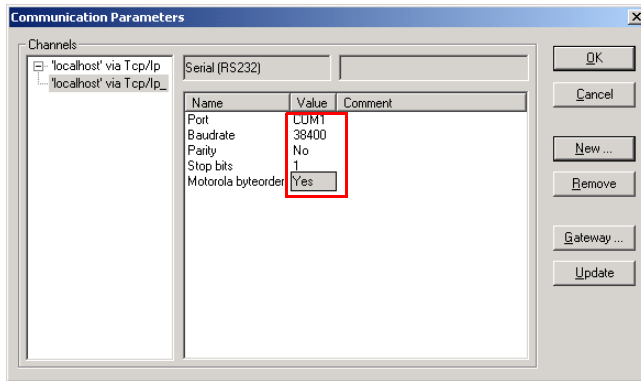 Communication Parameters
Channels
'localhost' via Tcp/Ip
'localhost' via Tcp/Ip_
Serial (RS232)
Name Value Comment
Port COM1
Baudrate 38400
Parity No
Stop bits 1
Motorola byteorder Yes
OK
Cancel
New ...
Remove
Gateway ...
Update